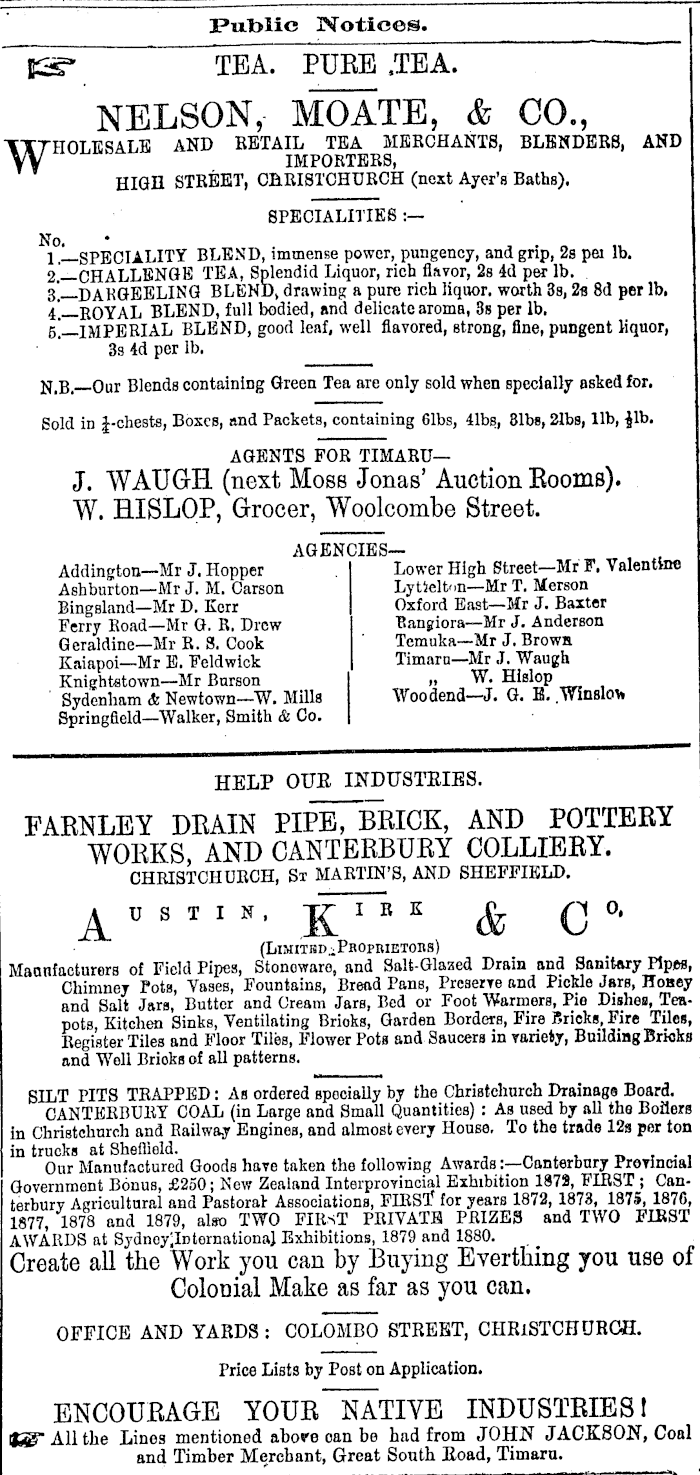 Public Notices.
TEA. PURE TEA.
NELSON, MOATE, & CO.,
WHOLESALE AND RETAIL TEA MERCHANTS, BLENDERS, AND
IMPORTERS,
HIGH STREET, CHRISTCHURCH (next Ayer's Baths).
SPECIALITIES :—
No.
1.—SPECIALITY BLEND, immense power, pungency, and grip, 2s per lb.
2.—CHALLENGE TEA, Splendid Liquor, rich flavor, 2s 4d per lb.
3.—DARGEELING BLEND, drawing a pure rich liquor. worth 3s, 2s 8d per lb.
4.—ROYAL BLEND, full bodied, and delicate aroma, 3s per lb.
5.—IMPERIAL BLEND, good leaf, well flavored, strong, fine, pungent liquor,
3s 4d per lb.
N.B.—Our Blends containing Green Tea are only sold when specially asked for.
Sold in ¼-chests, Boxes, and Packets, containing 6lbs, 4lbs, 3lbs, 2lbs, 1lb, ½lb.
AGENTS FOR TIMARU—
J. WAUGH (next Moss Jonas' Auction Rooms).
W. HISLOP, Grocer, Woolcombe Street.
AGENCIES—
Addington—Mr J. Hopper
Ashburton—Mr J. M. Carson
Bingsland—Mr D. Kerr
Ferry Road—Mr G. R. Drew
Geraldine—Mr R. S. Cook
Kaiapoi—Mr E. Feldwick
Knightstown—Mr Burson
Sydenham & Newtown—W. Mills
Springfield—Walker, Smith & Co.
Lower High Street—Mr F. Valentine
Lyttelton—Mr T. Merson
Oxford East—Mr J. Baxter
Rangiora—Mr J. Anderson
Temuka—Mr J. Brown
Timaru—Mr J. Waugh
„ W. Hislop
Woodend—J. G. E. Winslow
HELP OUR INDUSTRIES.
FARNLEY DRAIN PIPE, BRICK, AND POTTERY
WORKS, AND CANTERBURY COLLIERY.
CHRISTCHURCH, ST MARTIN'S, AND SHEFFIELD.
AUSTIN, KIRK & CO.
(LIMITED PROPRIETORS)
Manufacturers of Field Pipes, Stoneware, and Salt-Glazed Drain and Sanitary Pipes,
Chimney Pots, Vases, Fountains, Bread Pans, Preserve and Pickle Jars, Honey
and Salt Jars, Butter and Cream Jars, Bed or Foot Warmers, Pie Dishes, Tea-
pots, Kitchen Sinks, Ventilating Bricks, Garden Borders, Fire Bricks, Fire Tiles,
Register Tiles and Floor Tiles, Flower Pots and Saucers in variety, Building Bricks
and Well Bricks of all patterns.
SILT PITS TRAPPED : As ordered specially by the Christchurch Drainage Board.
CANTERBURY COAL (in Large and Small Quantities) : As used by all the Boilers
in Christchurch and Railway Engines, and almost every House. To the trade 12s per ton
in trucks at Sheffield.
Our Manufactured Goods have taken the following Awards :—Canterbury Provincial
Government Bonus, £250 ; New Zealand Interprovincial Exhibition 1872, FIRST ; Can-
terbury Agricultural and Pastoral Associations, FIRST for years 1872, 1873, 1875, 1876,
1877, 1878 and 1879, also TWO FIRST PRIVATE PRIZES and TWO FIRST
AWARDS at Sydney International Exhibitions, 1879 and 1880.
Create all the Work you can by Buying Everthing you use of
Colonial Make as far as you can.
OFFICE AND YARDS : COLOMBO STREET, CHRISTCHURCH.
Price Lists by Post on Application.
ENCOURAGE YOUR NATIVE INDUSTRIES!
All the Lines mentioned above can be had from JOHN JACKSON, Coal
and Timber Merchant, Great South Road, Timaru.